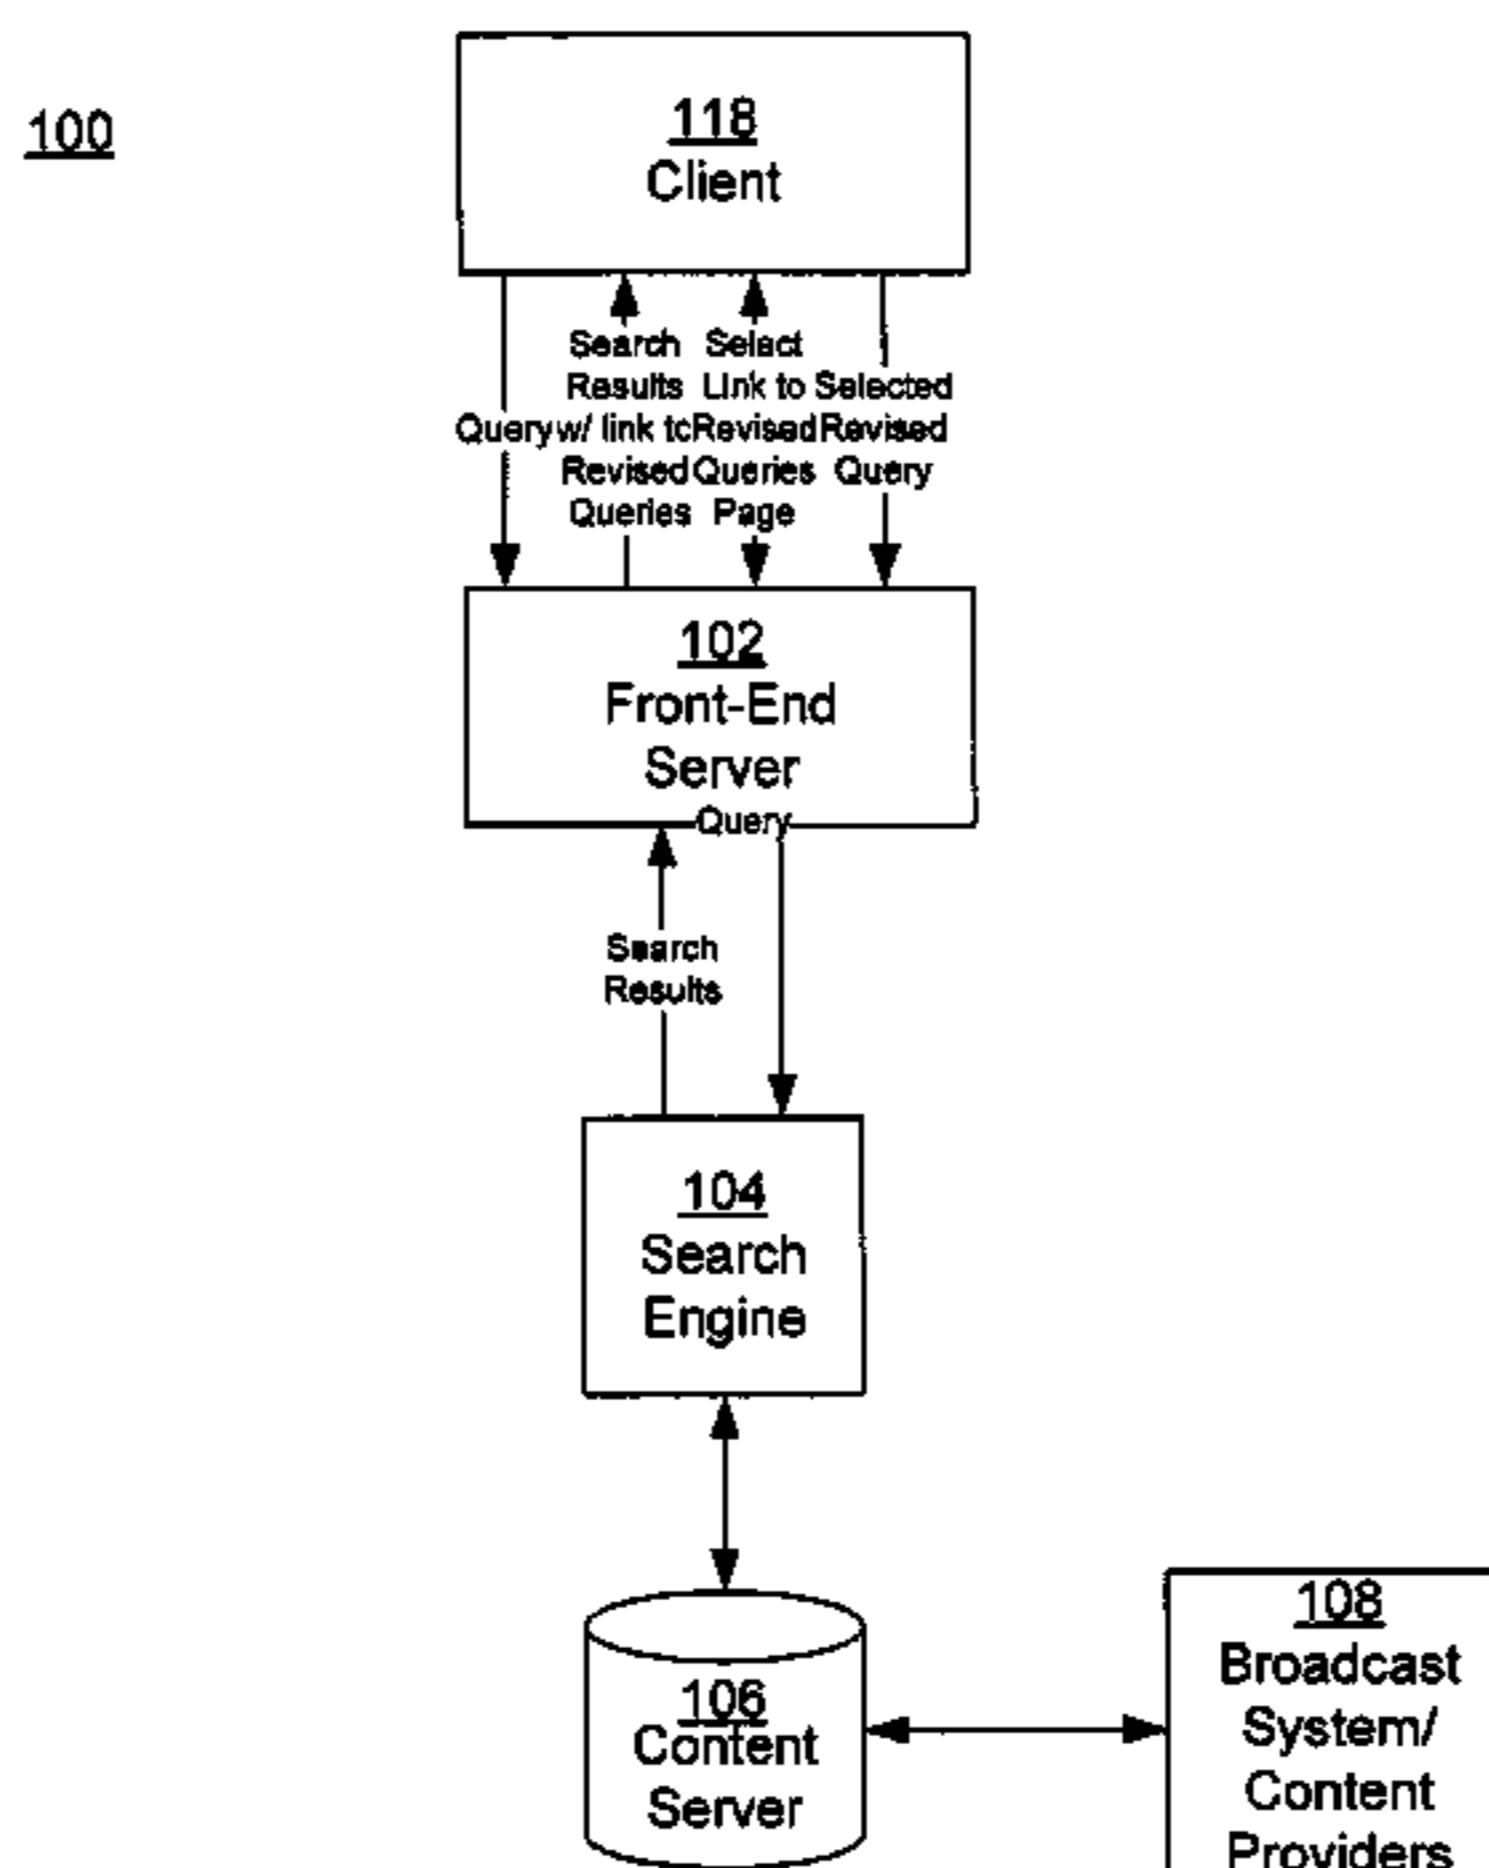 100
118
Client
Query
Search
Results
w/ link tc
Revised
Queries
Select
Link to
Revised
Queries
Page
Selected
Revised
Query
102
Front-End
Server
Query
Search
Results
104
Search
Engine
106
Content
Server
108
Broadcast
System/
Content
Providers